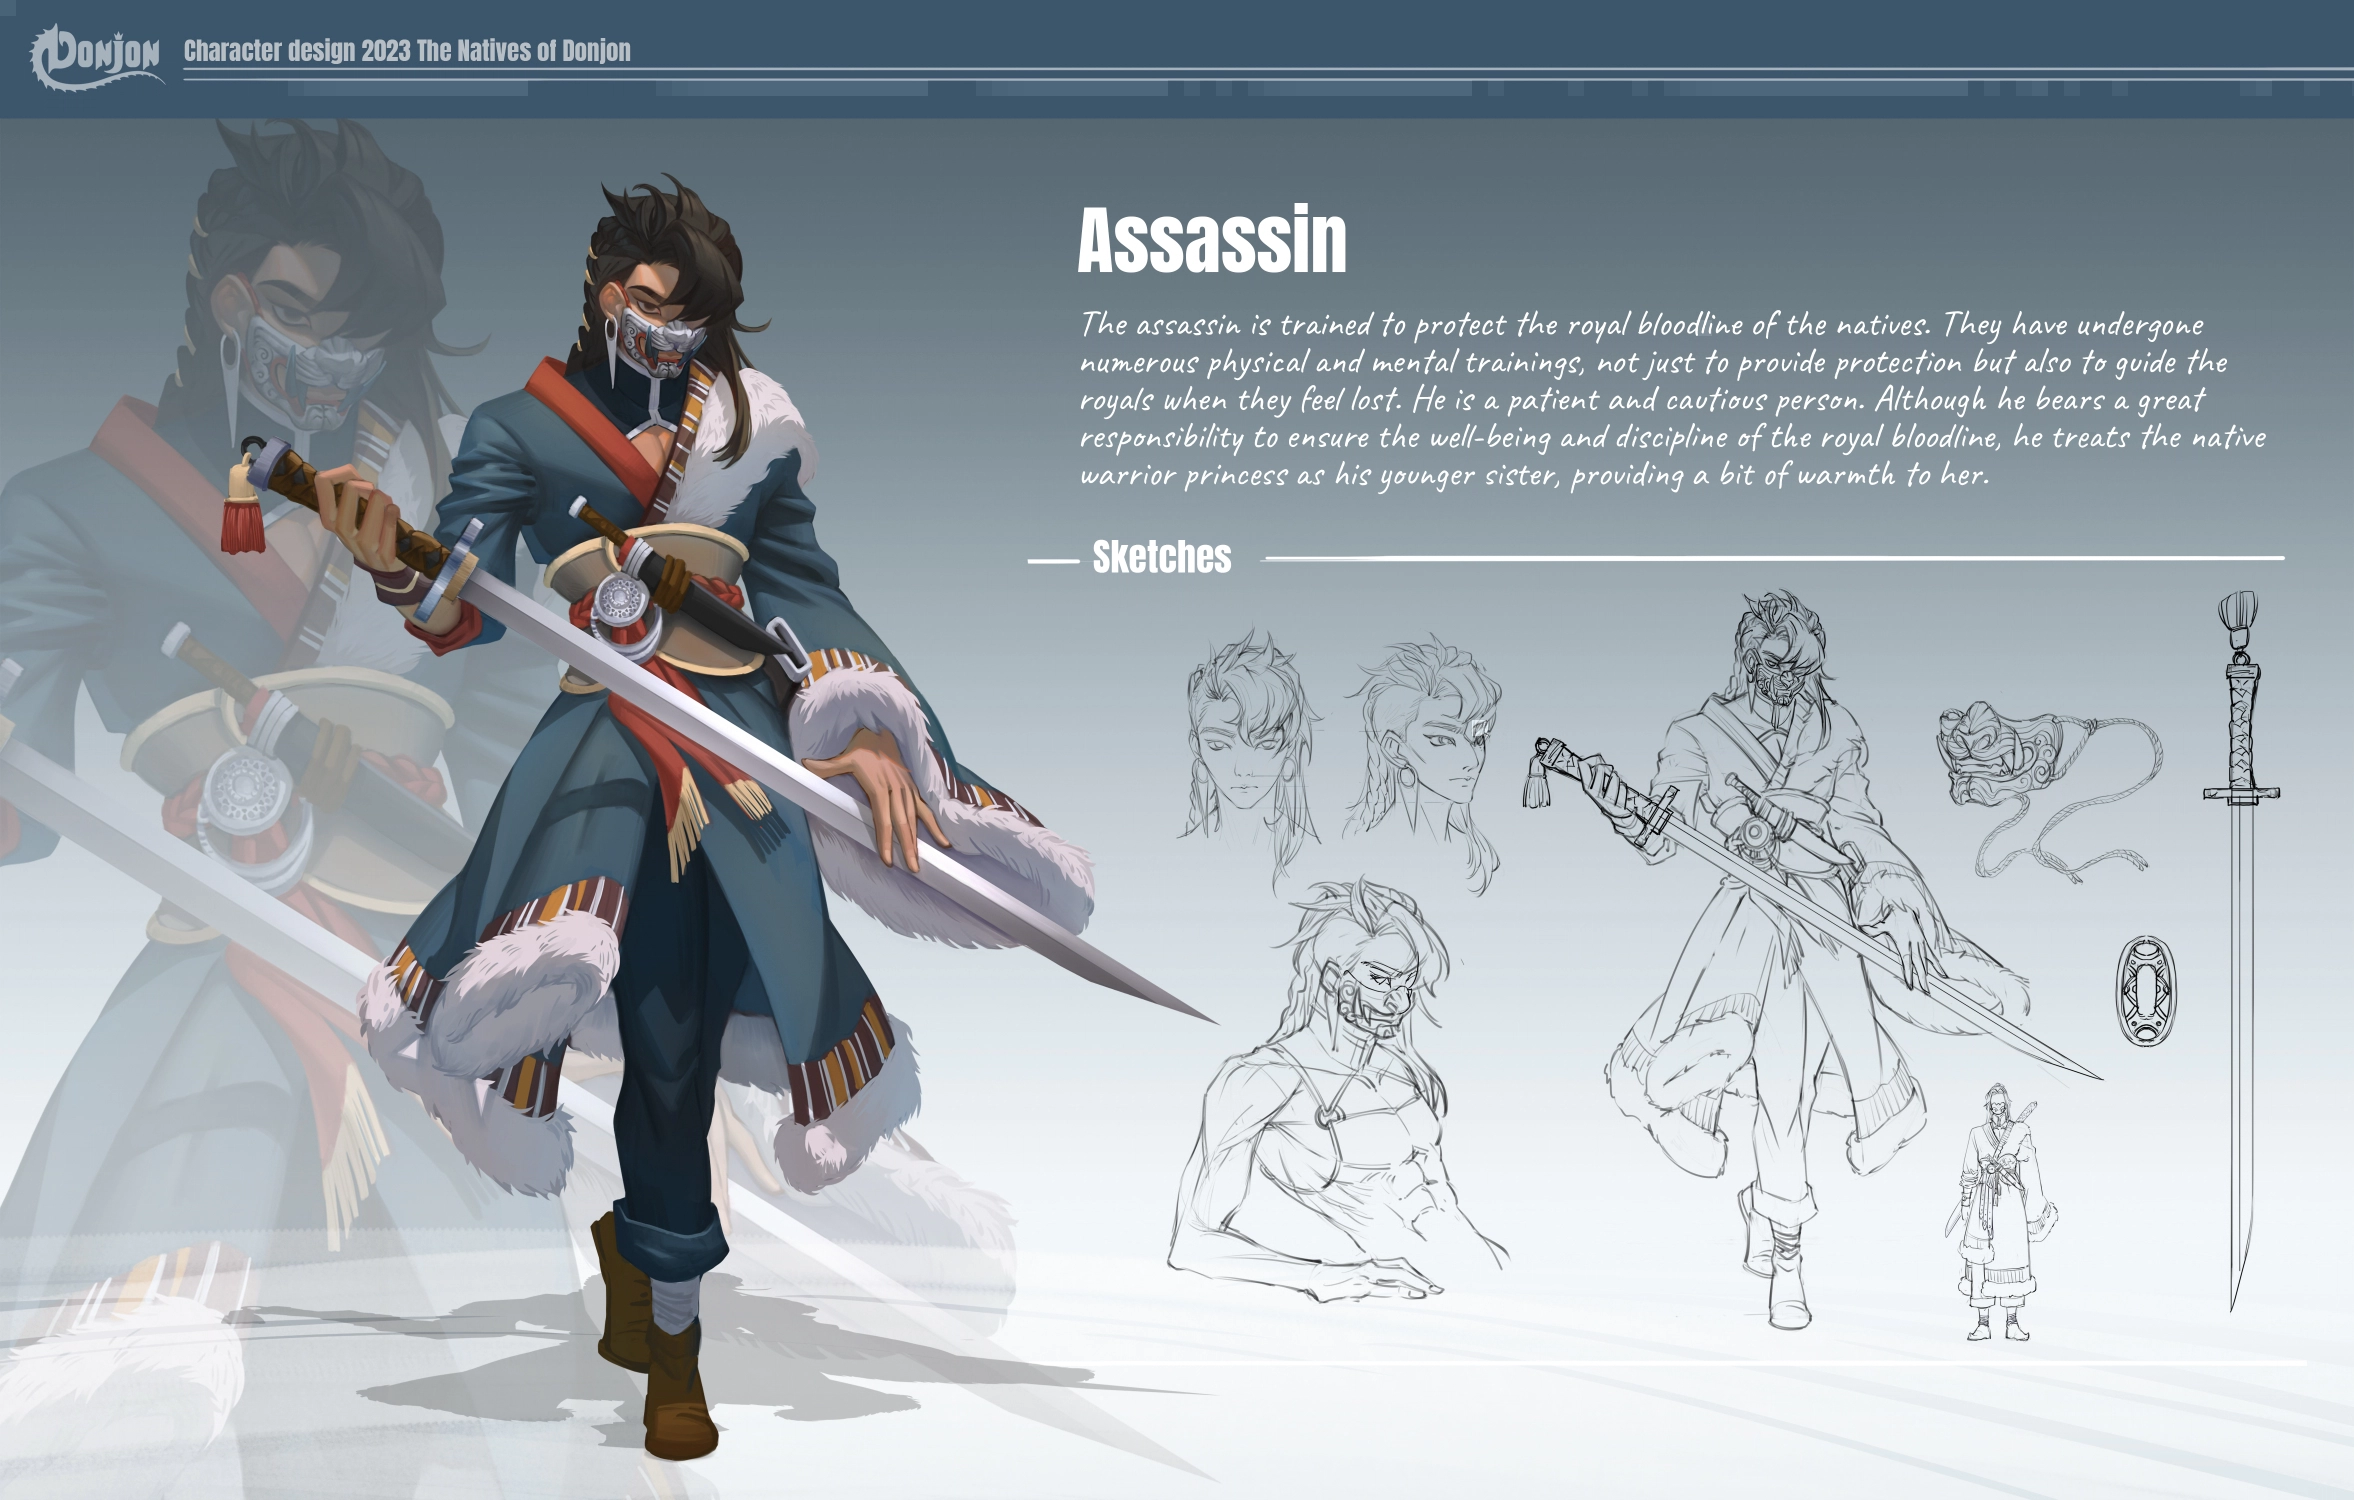 DONJON
Character design 2023 The Natives of Donjon
Assassin
The assassin is trained to protect the royal bloodline of the natives. They have undergone
numerous physical and mental trainings, not just to provide protection but also to guide the
royals when they feel lost. He is a patient and cautious person. Although he bears a great
responsibility to ensure the well-being and discipline of the royal bloodline, he treats the native
warrior princess as his younger sister, providing a bit of warmth to her.
Sketches